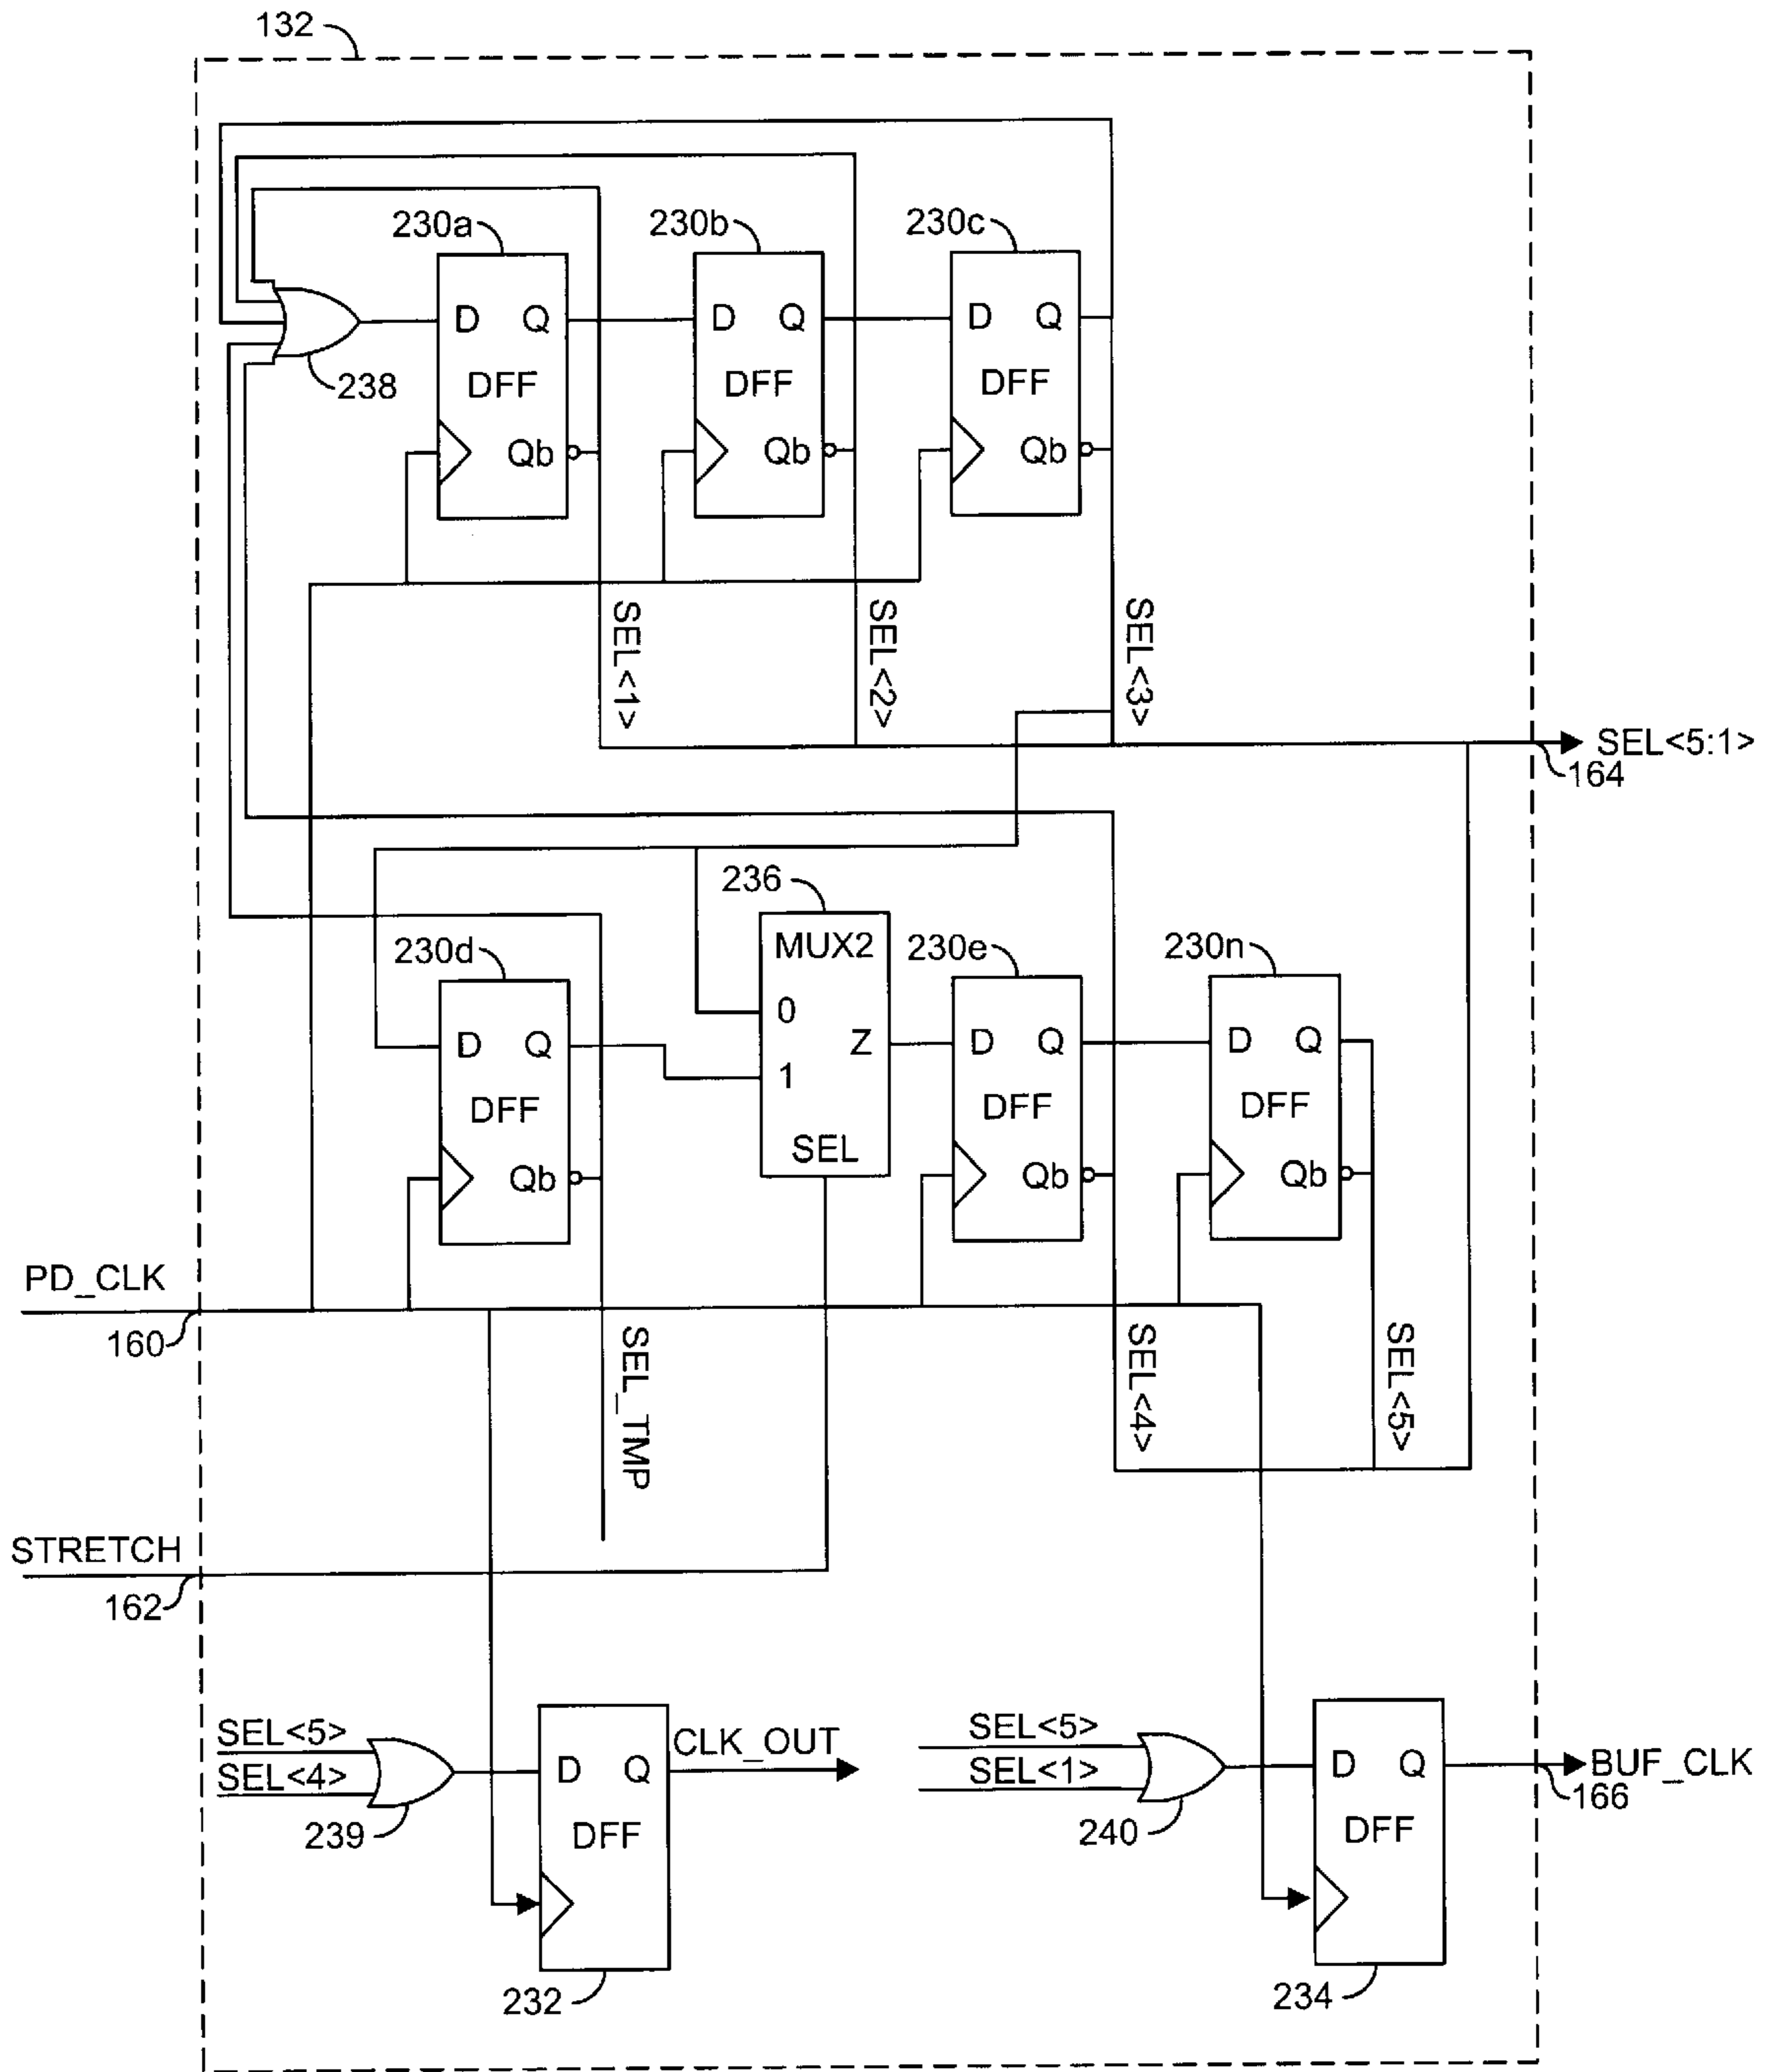 132
230a
230b
230c
D Q
DFF
Qb
D Q
DFF
Qb
D Q
DFF
Qb
238
SEL<1>
SEL<2>
SEL<3>
SEL<5:1>
164
236
MUX2
0
1
Z
SEL
230d
D Q
DFF
Qb
230e
D Q
DFF
Qb
230n
D Q
DFF
Qb
PD_CLK
160
SEL_TMP
SEL<4>
SEL<5>
STRETCH
162
SEL<5>
SEL<4>
239
D Q
DFF
CLK_OUT
232
SEL<5>
SEL<1>
240
D Q
DFF
BUF_CLK
166
234